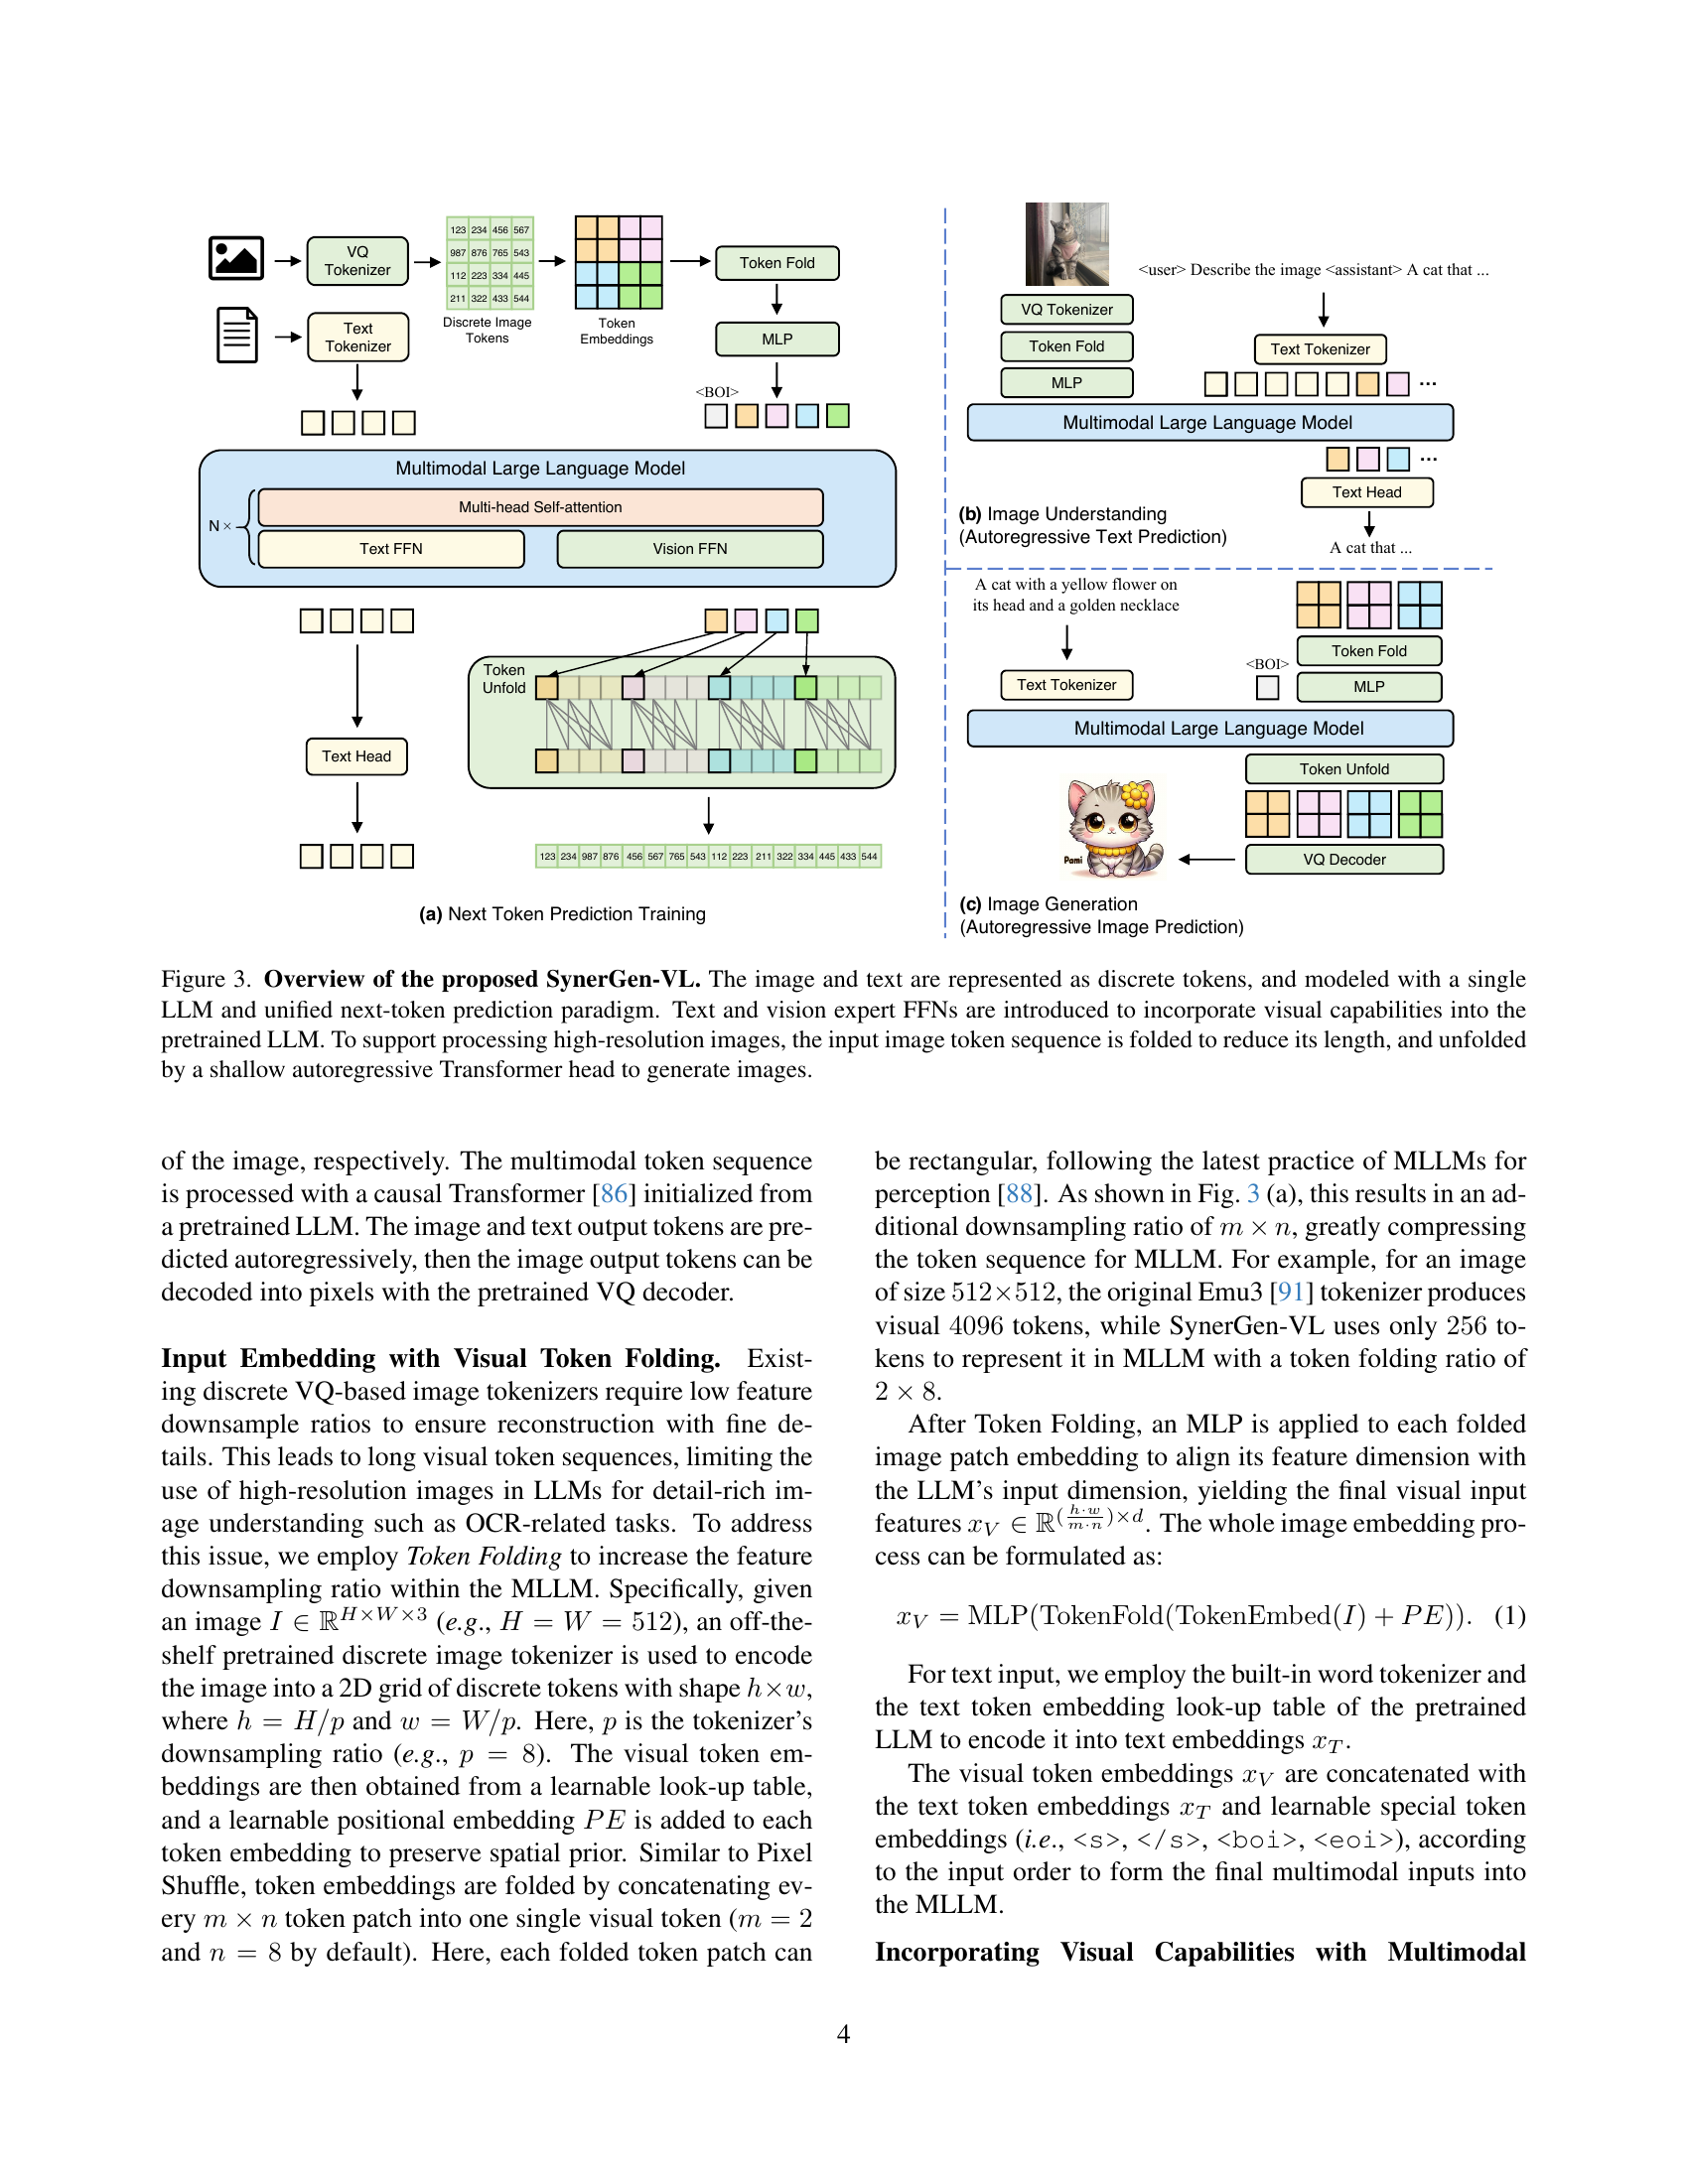 VQ
Tokenizer
123 234 456 567
987 876 765 543
112 223 334 445
211 322 433 544
Discrete Image
Tokens
Token
Embeddings
Token Fold
MLP
Text
Tokenizer
<BOI>
Multimodal Large Language Model
N ×
Multi-head Self-attention
Text FFN
Vision FFN
Token
Unfold
Text Head
123 234 987 876 456 567 765 543 112 223 211 322 334 445 433 544
(a) Next Token Prediction Training
<user> Describe the image <assistant> A cat that ...
VQ Tokenizer
Token Fold
MLP
Text Tokenizer
...
Multimodal Large Language Model
...
Text Head
A cat that ...
(b) Image Understanding
(Autoregressive Text Prediction)
A cat with a yellow flower on
its head and a golden necklace
Text Tokenizer
<BOI>
Token Fold
MLP
Multimodal Large Language Model
Token Unfold
VQ Decoder
Pami
(c) Image Generation
(Autoregressive Image Prediction)
Figure 3. Overview of the proposed SynerGen-VL. The image and text are represented as discrete tokens, and modeled with a single
LLM and unified next-token prediction paradigm. Text and vision expert FFNs are introduced to incorporate visual capabilities into the
pretrained LLM. To support processing high-resolution images, the input image token sequence is folded to reduce its length, and unfolded
by a shallow autoregressive Transformer head to generate images.
of the image, respectively. The multimodal token sequence
is processed with a causal Transformer [86] initialized from
a pretrained LLM. The image and text output tokens are pre-
dicted autoregressively, then the image output tokens can be
decoded into pixels with the pretrained VQ decoder.
Input Embedding with Visual Token Folding. Exist-
ing discrete VQ-based image tokenizers require low feature
downsample ratios to ensure reconstruction with fine de-
tails. This leads to long visual token sequences, limiting the
use of high-resolution images in LLMs for detail-rich im-
age understanding such as OCR-related tasks. To address
this issue, we employ Token Folding to increase the feature
downsampling ratio within the MLLM. Specifically, given
an image I ∈ ℝ^{H×W×3} (e.g., H = W = 512), an off-the-
shelf pretrained discrete image tokenizer is used to encode
the image into a 2D grid of discrete tokens with shape h×w,
where h = H/p and w = W/p. Here, p is the tokenizer's
downsampling ratio (e.g., p = 8). The visual token em-
beddings are then obtained from a learnable look-up table,
and a learnable positional embedding PE is added to each
token embedding to preserve spatial prior. Similar to Pixel
Shuffle, token embeddings are folded by concatenating ev-
ery m × n token patch into one single visual token (m = 2
and n = 8 by default). Here, each folded token patch can
be rectangular, following the latest practice of MLLMs for
perception [88]. As shown in Fig. 3 (a), this results in an ad-
ditional downsampling ratio of m × n, greatly compressing
the token sequence for MLLM. For example, for an image
of size 512×512, the original Emu3 [91] tokenizer produces
visual 4096 tokens, while SynerGen-VL uses only 256 to-
kens to represent it in MLLM with a token folding ratio of
2 × 8.
After Token Folding, an MLP is applied to each folded
image patch embedding to align its feature dimension with
the LLM's input dimension, yielding the final visual input
features x_V ∈ ℝ^{(h·w/m·n)×d}. The whole image embedding pro-
cess can be formulated as:
x_V = MLP(TokenFold(TokenEmbed(I) + PE)). (1)
For text input, we employ the built-in word tokenizer and
the text token embedding look-up table of the pretrained
LLM to encode it into text embeddings x_T.
The visual token embeddings x_V are concatenated with
the text token embeddings x_T and learnable special token
embeddings (i.e., <s>, </s>, <boi>, <eoi>), according
to the input order to form the final multimodal inputs into
the MLLM.
Incorporating Visual Capabilities with Multimodal
4